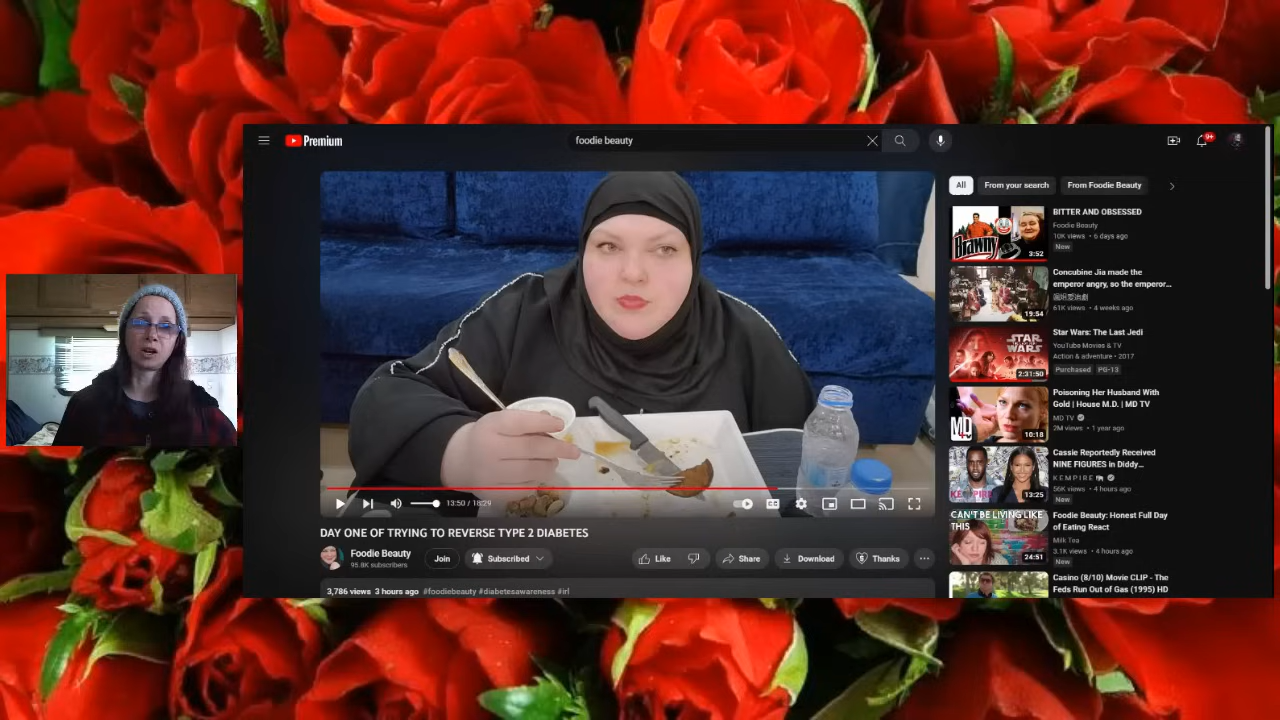 Premium
foodie beauty
9+
All
From your search
From Foodie Beauty
BITTER AND OBSESSED
Foodie Beauty
10K views • 6 days ago
New
Brawny
3:52
Concubine Jia made the
emperor angry, so the emperor...
61K views • 4 weeks ago
19:54
Star Wars: The Last Jedi
YouTube Movies & TV
Action & adventure • 2017
Purchased
PG-13
STAR
WARS
2:31:50
Poisoning Her Husband With
Gold | House M.D. | MD TV
MD TV
2M views • 1 year ago
MD
10:18
Cassie Reportedly Received
NINE FIGURES in Diddy...
KEMPIRE
56K views • 4 hours ago
New
13:25
Foodie Beauty: Honest Full Day
of Eating React
Milk Tea
3.1K views • 4 hours ago
New
CAN'T BE LIVING LIKE
THIS
24:51
Casino (8/10) Movie CLIP - The
Feds Run Out of Gas (1995) HD
13:50 / 18:29
CC
DAY ONE OF TRYING TO REVERSE TYPE 2 DIABETES
Foodie Beauty
95.8K subscribers
Join
Subscribed
Like
Share
Download
Thanks
3,786 views 3 hours ago #foodiebeauty #diabetesawareness #irl